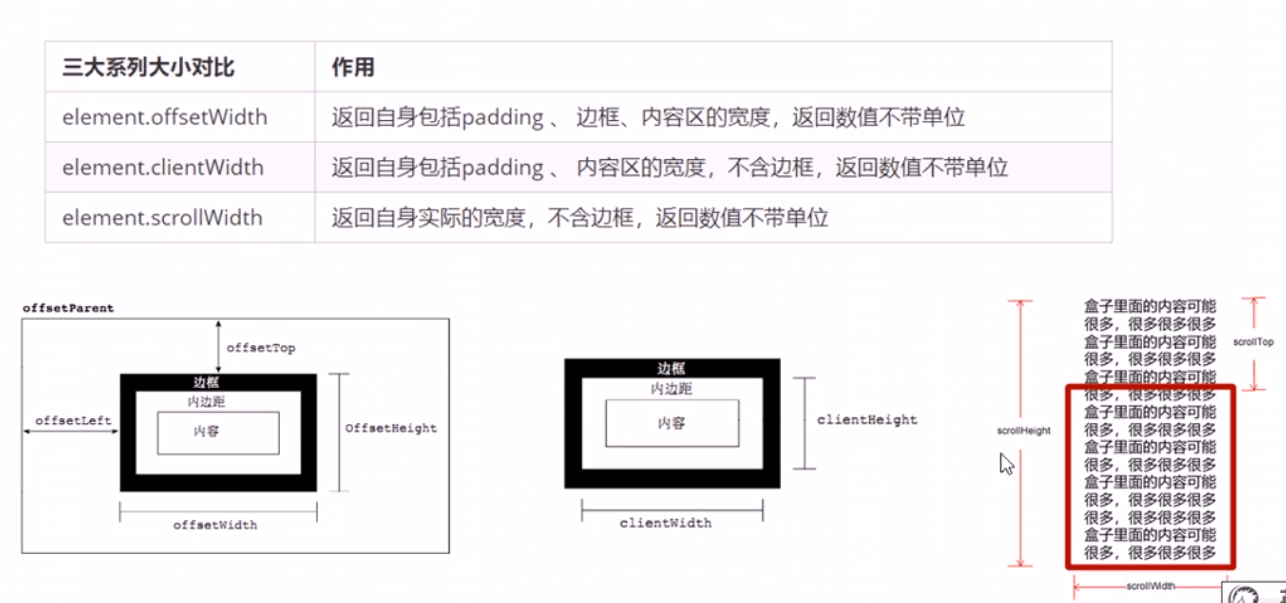 三大系列大小对比 作用
element.offsetWidth 返回自身包括padding 、 边框、内容区的宽度，返回数值不带单位
element.clientWidth 返回自身包括padding 、 内容区的宽度，不含边框，返回数值不带单位
element.scrollWidth 返回自身实际的宽度，不含边框，返回数值不带单位
offsetParent
offsetTop
边框
内边距
内容
offsetLeft
OffsetHeight
offsetWidth
边框
内边距
内容
clientHeight
clientWidth
盒子里面的内容可能
很多，很多很多很多
盒子里面的内容可能
很多，很多很多很多
盒子里面的内容可能
很多，很多很多很多
盒子里面的内容可能
很多，很多很多很多
盒子里面的内容可能
很多，很多很多很多
盒子里面的内容可能
很多，很多很多很多
很多，很多很多很多
盒子里面的内容可能
很多，很多很多很多
scrollTop
scrollHeight
scrollWidth